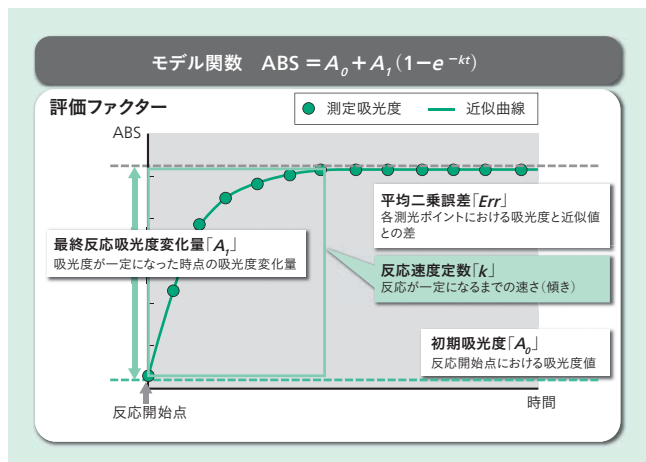 モデル関数 ABS = A₀ + A₁ (1−e⁻ᵏᵗ)
評価ファクター
測定吸光度 近似曲線
ABS
平均二乗誤差「Err」
各測光ポイントにおける吸光度と近似値
との差
最終反応吸光度変化量「A₁」
吸光度が一定になった時点の吸光度変化量
反応速度定数「k」
反応が一定になるまでの速さ(傾き)
初期吸光度「A₀」
反応開始点における吸光度値
時間
反応開始点